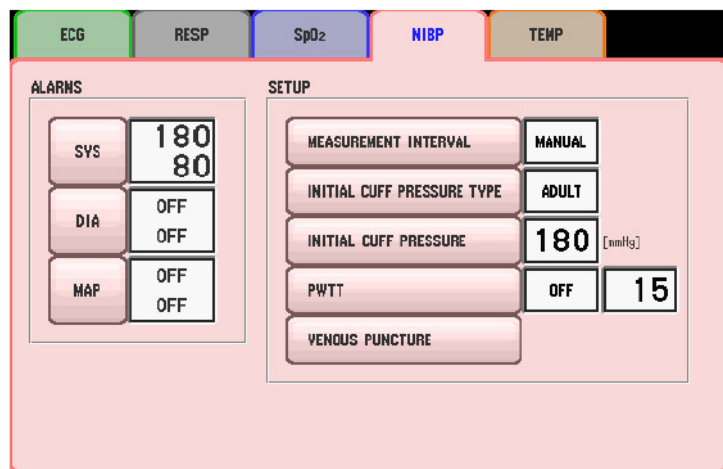 ECG RESP SpO2 NIBP TEMP
ALARMS
SYS 180
80
DIA OFF
OFF
MAP OFF
OFF
SETUP
MEASUREMENT INTERVAL MANUAL
INITIAL CUFF PRESSURE TYPE ADULT
INITIAL CUFF PRESSURE 180 [mmHg]
PWTT OFF 15
VENOUS PUNCTURE